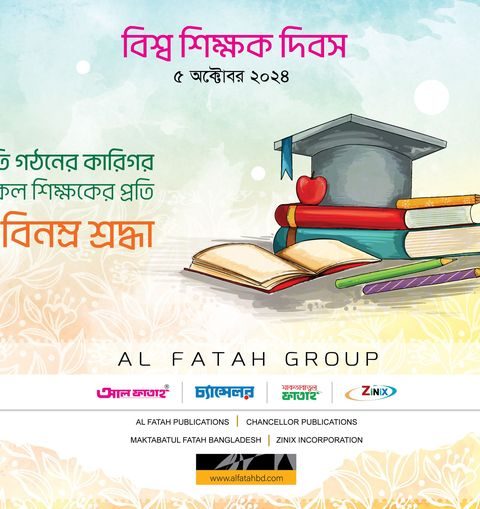 বিশ্ব শিক্ষক দিবস
৫ অক্টোবর ২০২৪
তি গঠনের কারিগর
কল শিক্ষকের প্রতি
বিনম্র শ্রদ্ধা
AL FATAH GROUP
আল ফাতাহ® চ্যান্সেলর মাকতাবাতুল ফাতাহ ZINIX
AL FATAH PUBLICATIONS | CHANCELLOR PUBLICATIONS
MAKTABATUL FATAH BANGLADESH | ZINIX INCORPORATION
www.alfatahbd.com